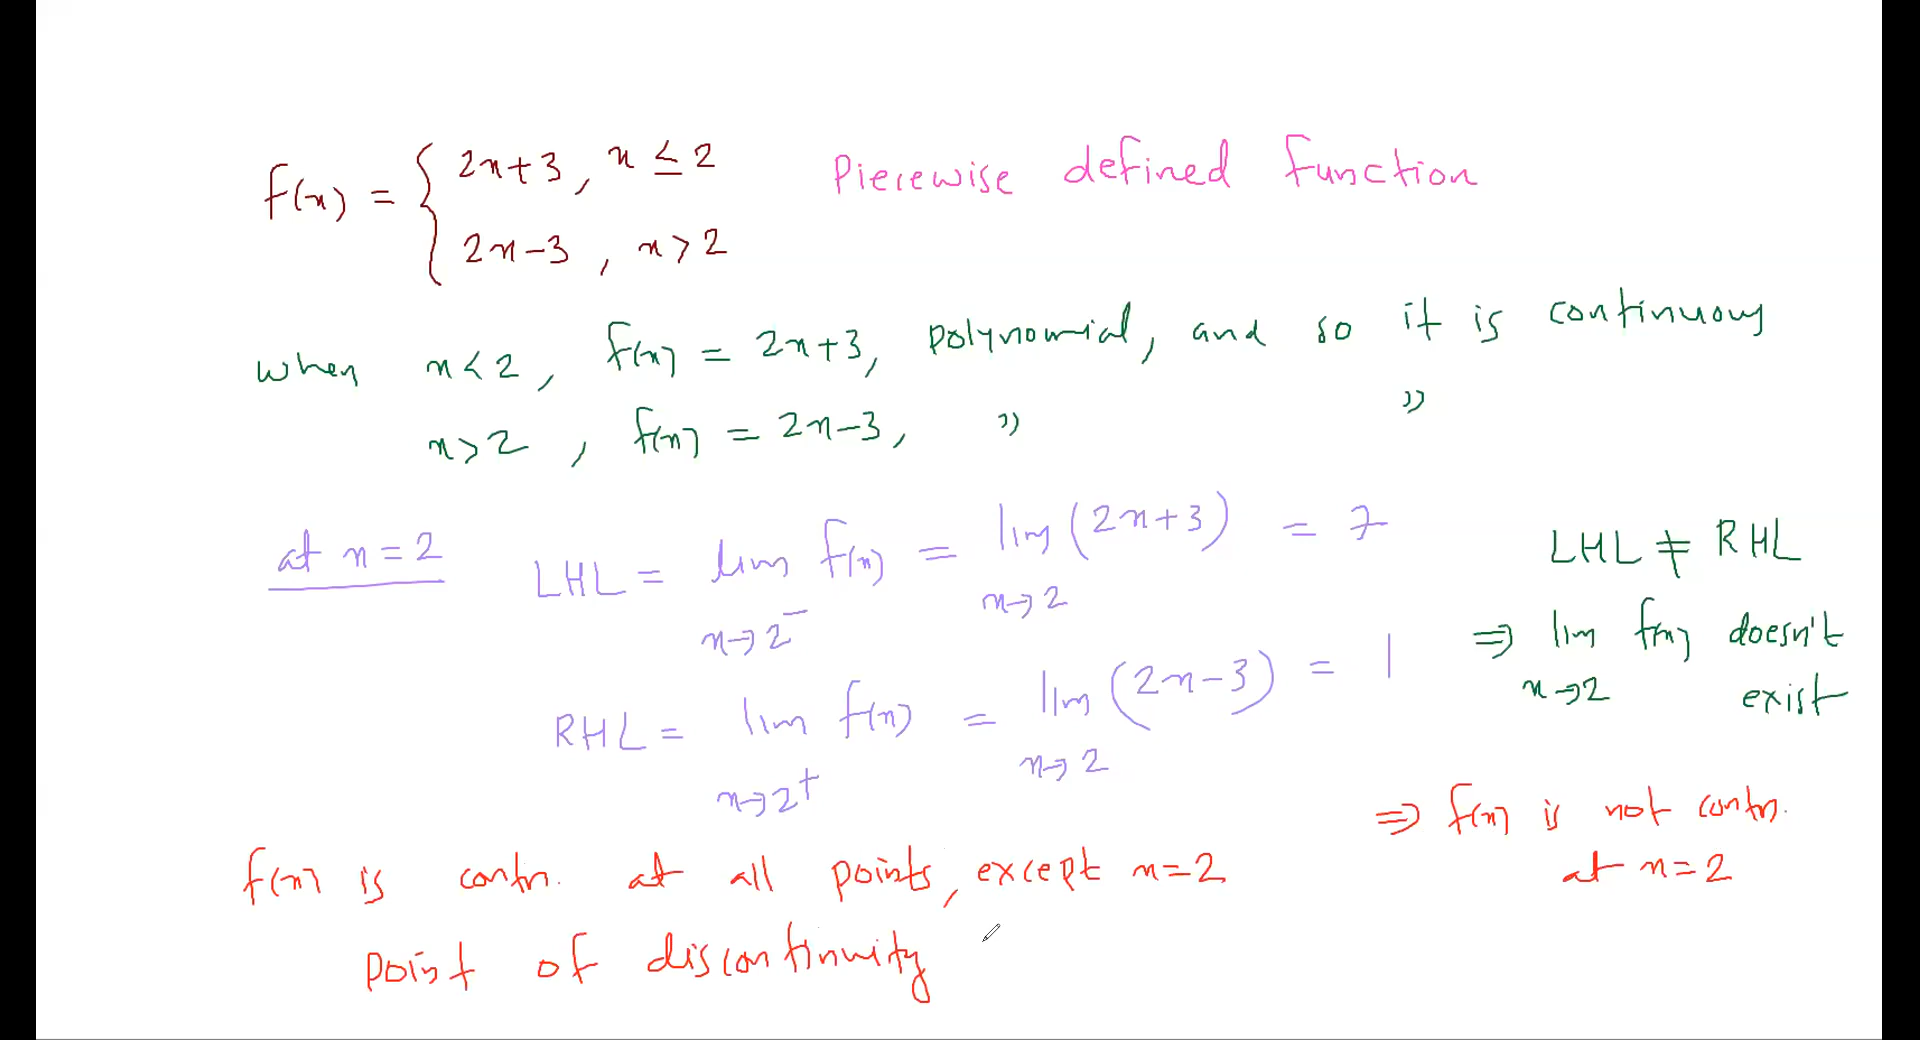 f(x) = { 2x+3, x ≤ 2
2x-3, x > 2
Piecewise defined function
when x < 2, f(x) = 2x+3, polynomial, and so it is continuous
x > 2, f(x) = 2x-3, " "
at x = 2 LHL = lim x→2⁻ f(x) = lim x→2 (2x+3) = 7
RHL = lim x→2⁺ f(x) = lim x→2 (2x-3) = 1
LHL ≠ RHL
⇒ lim x→2 f(x) doesn't exist
⇒ f(x) is not contn. at x = 2
f(x) is contn. at all points, except x = 2
point of discontinuity